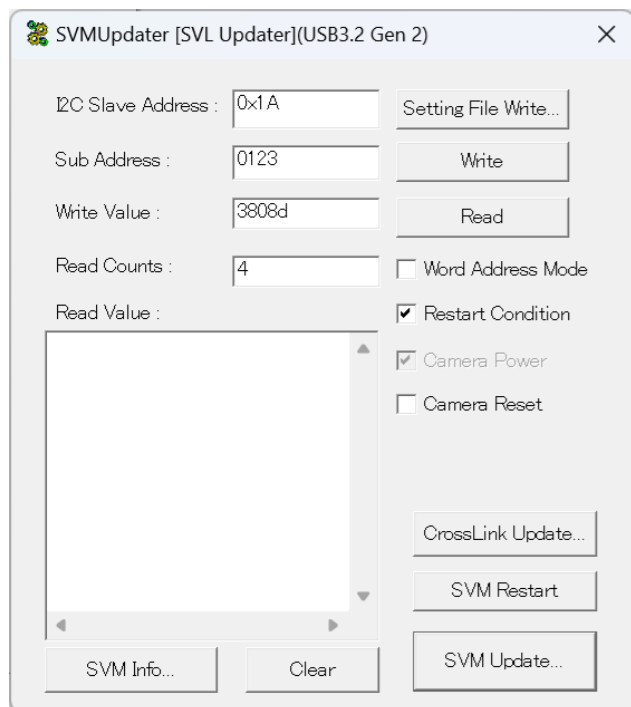 SVMUpdater [SVL Updater](USB3.2 Gen 2)
I2C Slave Address : 0x1A Setting File Write...
Sub Address : 0123 Write
Write Value : 3808d Read
Read Counts : 4 Word Address Mode
Read Value : Restart Condition
Camera Power
Camera Reset
CrossLink Update...
SVM Restart
SVM Info... Clear SVM Update...